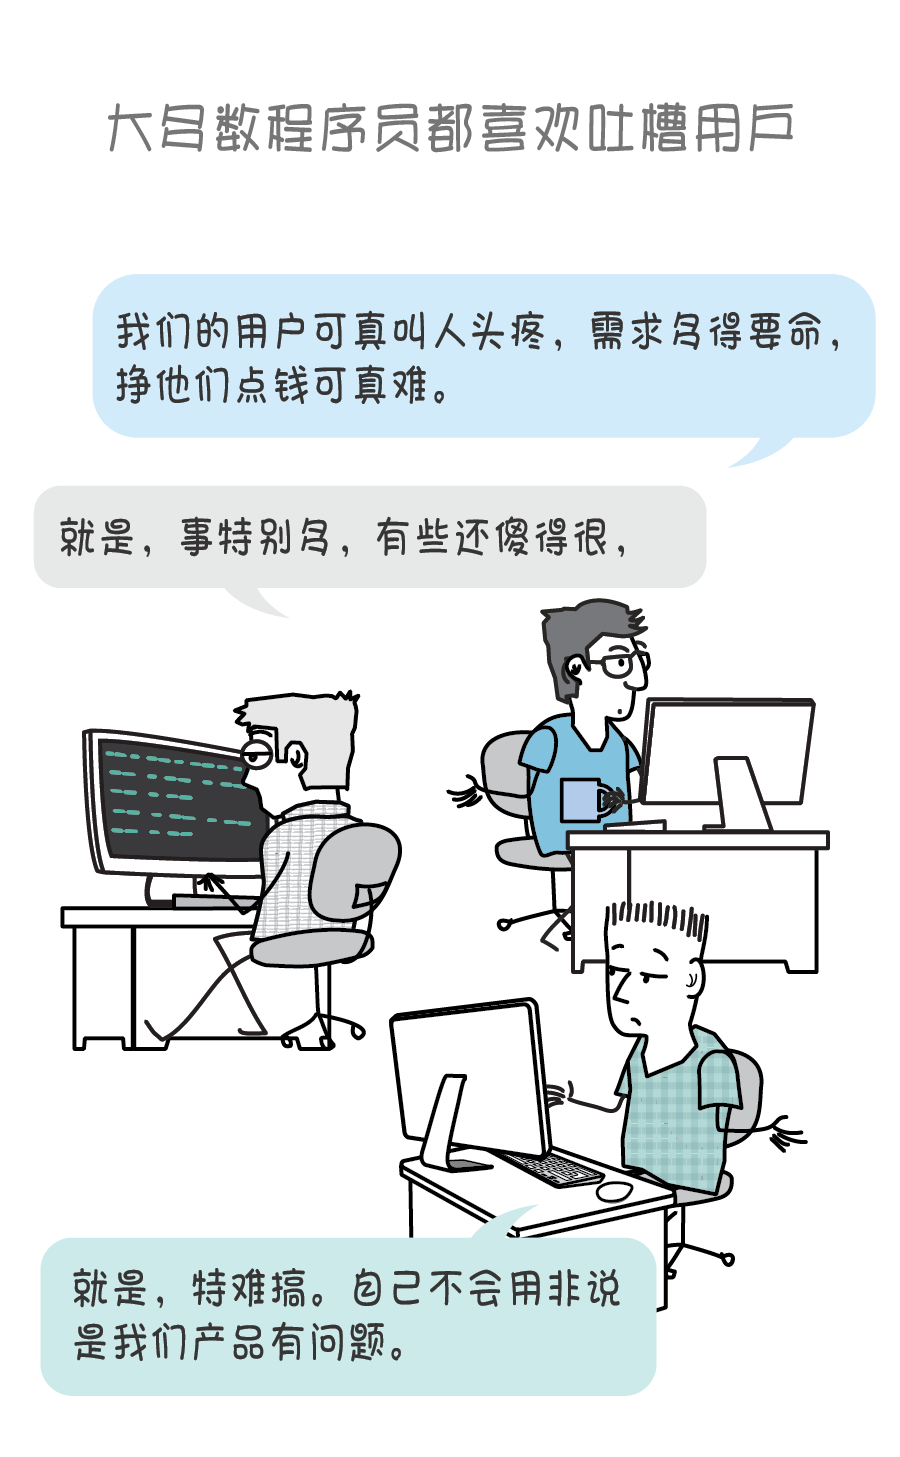 大多数程序员都喜欢吐槽用户
我们的用户可真叫人头疼，需求多得要命，
挣他们点钱可真难。
就是，事特别多，有些还傻得很，
就是，特难搞。自己不会用非说
是我们产品有问题。